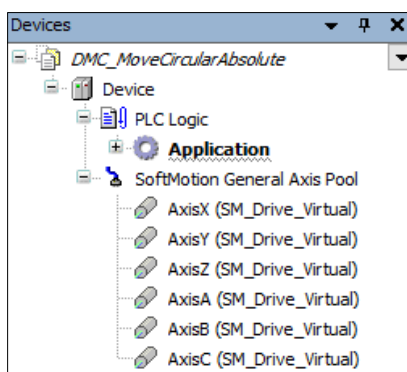 Devices
DMC_MoveCircularAbsolute
Device
PLC Logic
Application
SoftMotion General Axis Pool
AxisX (SM_Drive_Virtual)
AxisY (SM_Drive_Virtual)
AxisZ (SM_Drive_Virtual)
AxisA (SM_Drive_Virtual)
AxisB (SM_Drive_Virtual)
AxisC (SM_Drive_Virtual)